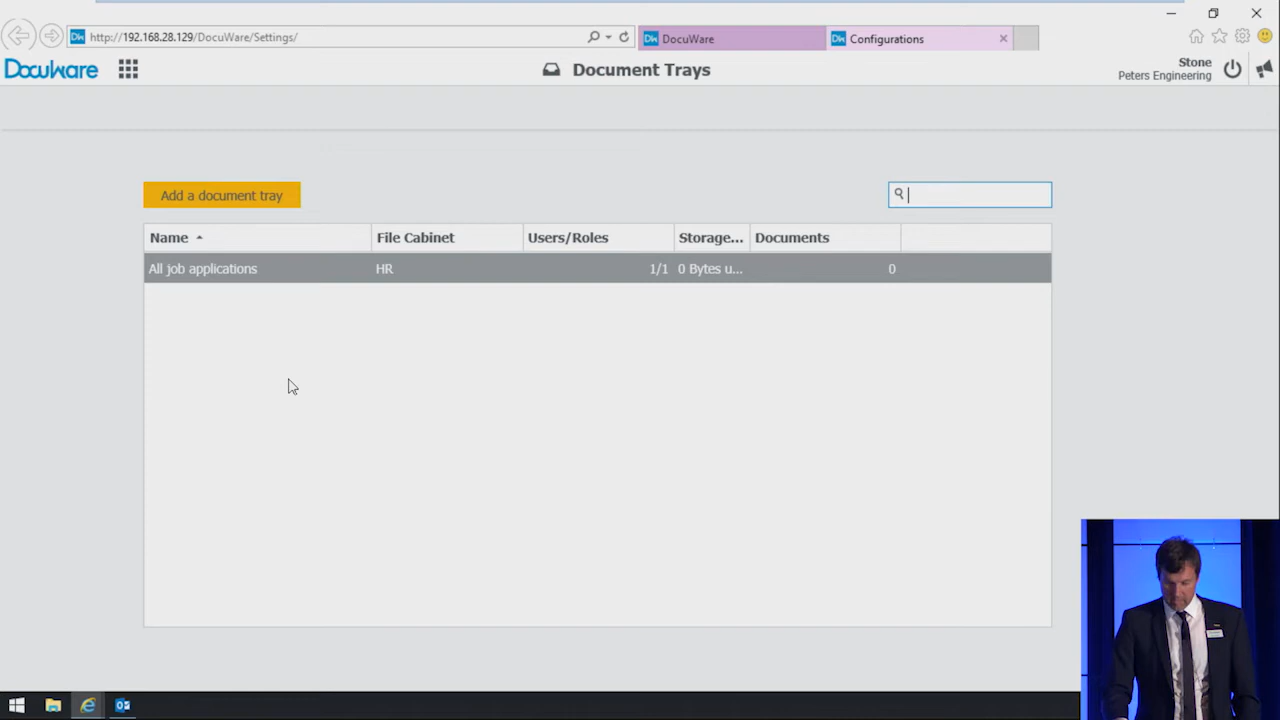 http://192.168.28.129/DocuWare/Settings/
DocuWare
Configurations
DocuWare
Document Trays
Stone
Peters Engineering
Add a document tray
Name
File Cabinet
Users/Roles
Storage...
Documents
All job applications
HR
1/1
0 Bytes u...
0